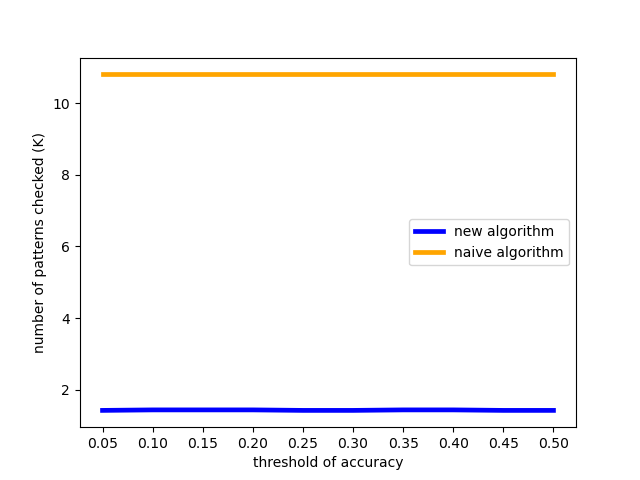 number of patterns checked (K)
10
8
6
4
2
new algorithm
naive algorithm
0.05 0.10 0.15 0.20 0.25 0.30 0.35 0.40 0.45 0.50
threshold of accuracy